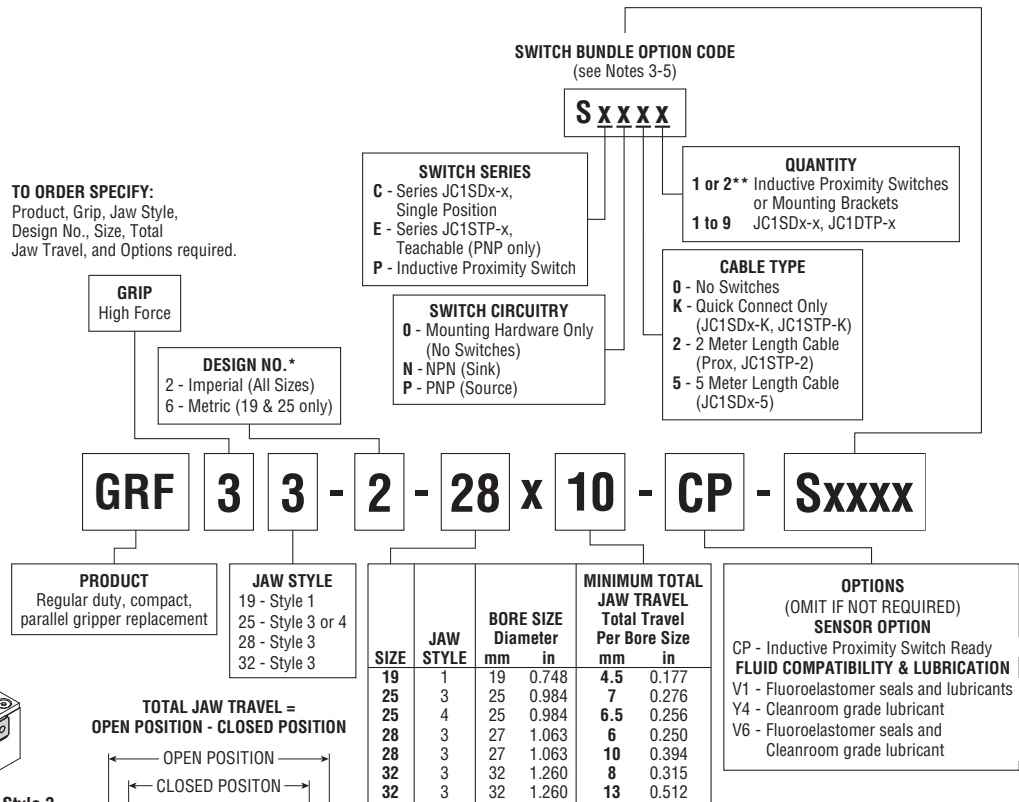 SWITCH BUNDLE OPTION CODE
(see Notes 3-5)
S x x x x
TO ORDER SPECIFY:
Product, Grip, Jaw Style,
Design No., Size, Total
Jaw Travel, and Options required.
SWITCH SERIES
C - Series JC1SDx-x,
Single Position
E - Series JC1STP-x,
Teachable (PNP only)
P - Inductive Proximity Switch
QUANTITY
1 or 2** Inductive Proximity Switches
or Mounting Brackets
1 to 9 JC1SDx-x, JC1DTP-x
GRIP
High Force
SWITCH CIRCUITRY
0 - Mounting Hardware Only
(No Switches)
N - NPN (Sink)
P - PNP (Source)
CABLE TYPE
0 - No Switches
K - Quick Connect Only
(JC1SDx-K, JC1STP-K)
2 - 2 Meter Length Cable
(Prox, JC1STP-2)
5 - 5 Meter Length Cable
(JC1SDx-5)
DESIGN NO.*
2 - Imperial (All Sizes)
6 - Metric (19 & 25 only)
GRF 3 3 - 2 - 28 x 10 - CP - Sxxxx
PRODUCT
Regular duty, compact,
parallel gripper replacement
JAW STYLE
19 - Style 1
25 - Style 3 or 4
28 - Style 3
32 - Style 3
SIZE JAW STYLE BORE SIZE Diameter mm in MINIMUM TOTAL JAW TRAVEL Total Travel Per Bore Size mm in
19 1 19 0.748 4.5 0.177
25 3 25 0.984 7 0.276
25 4 25 0.984 6.5 0.256
28 3 27 1.063 6 0.250
28 3 27 1.063 10 0.394
32 3 32 1.260 8 0.315
32 3 32 1.260 13 0.512
OPTIONS
(OMIT IF NOT REQUIRED)
SENSOR OPTION
CP - Inductive Proximity Switch Ready
FLUID COMPATIBILITY & LUBRICATION
V1 - Fluoroelastomer seals and lubricants
Y4 - Cleanroom grade lubricant
V6 - Fluoroelastomer seals and
Cleanroom grade lubricant
TOTAL JAW TRAVEL =
OPEN POSITION - CLOSED POSITION
OPEN POSITION
CLOSED POSITON